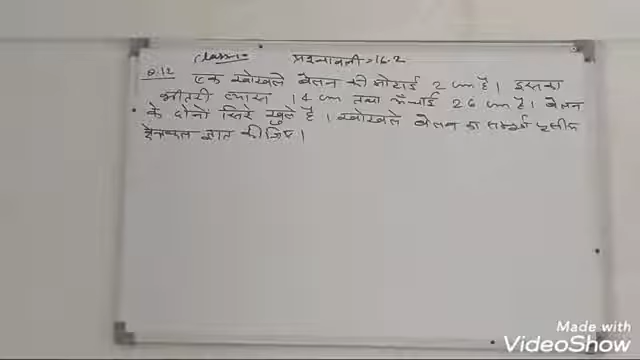 प्रश्नावली:-16.2
Q.12 एक खोखले बेलन की मोटाई 2 cm है। इसका
भीतरी व्यास 14 cm तथा ऊँचाई 26 cm है। बेलन
के दोनों सिरे खुले है। खोखले बेलन का सम्पूर्ण पृष्ठीय
क्षेत्रफल ज्ञात कीजिए।
Made with
VideoShow